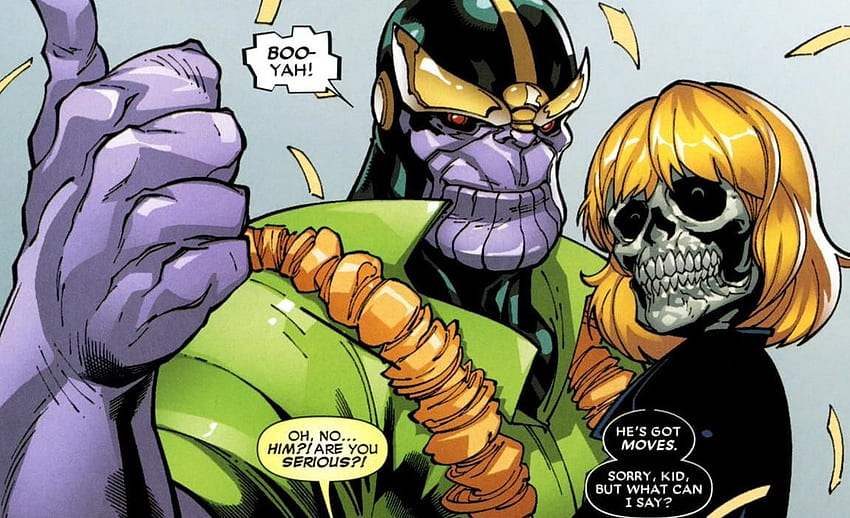 BOO-
YAH!
OH, NO...
HIM?! ARE YOU
SERIOUS?!
HE'S GOT
MOVES.
SORRY, KID,
BUT WHAT CAN
I SAY?